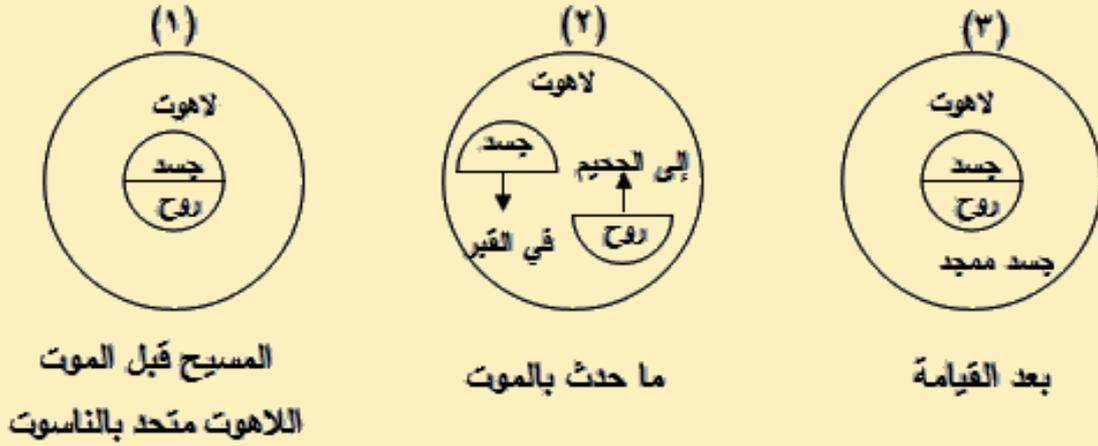 (١)
لاهوت
جسد
روح
المسيح قبل الموت
اللاهوت متحد بالناسوت
(٢)
لاهوت
جسد
إلى الجحيم
في القبر
روح
ما حدث بالموت
(٣)
لاهوت
جسد
روح
جسد ممجد
بعد القيامة